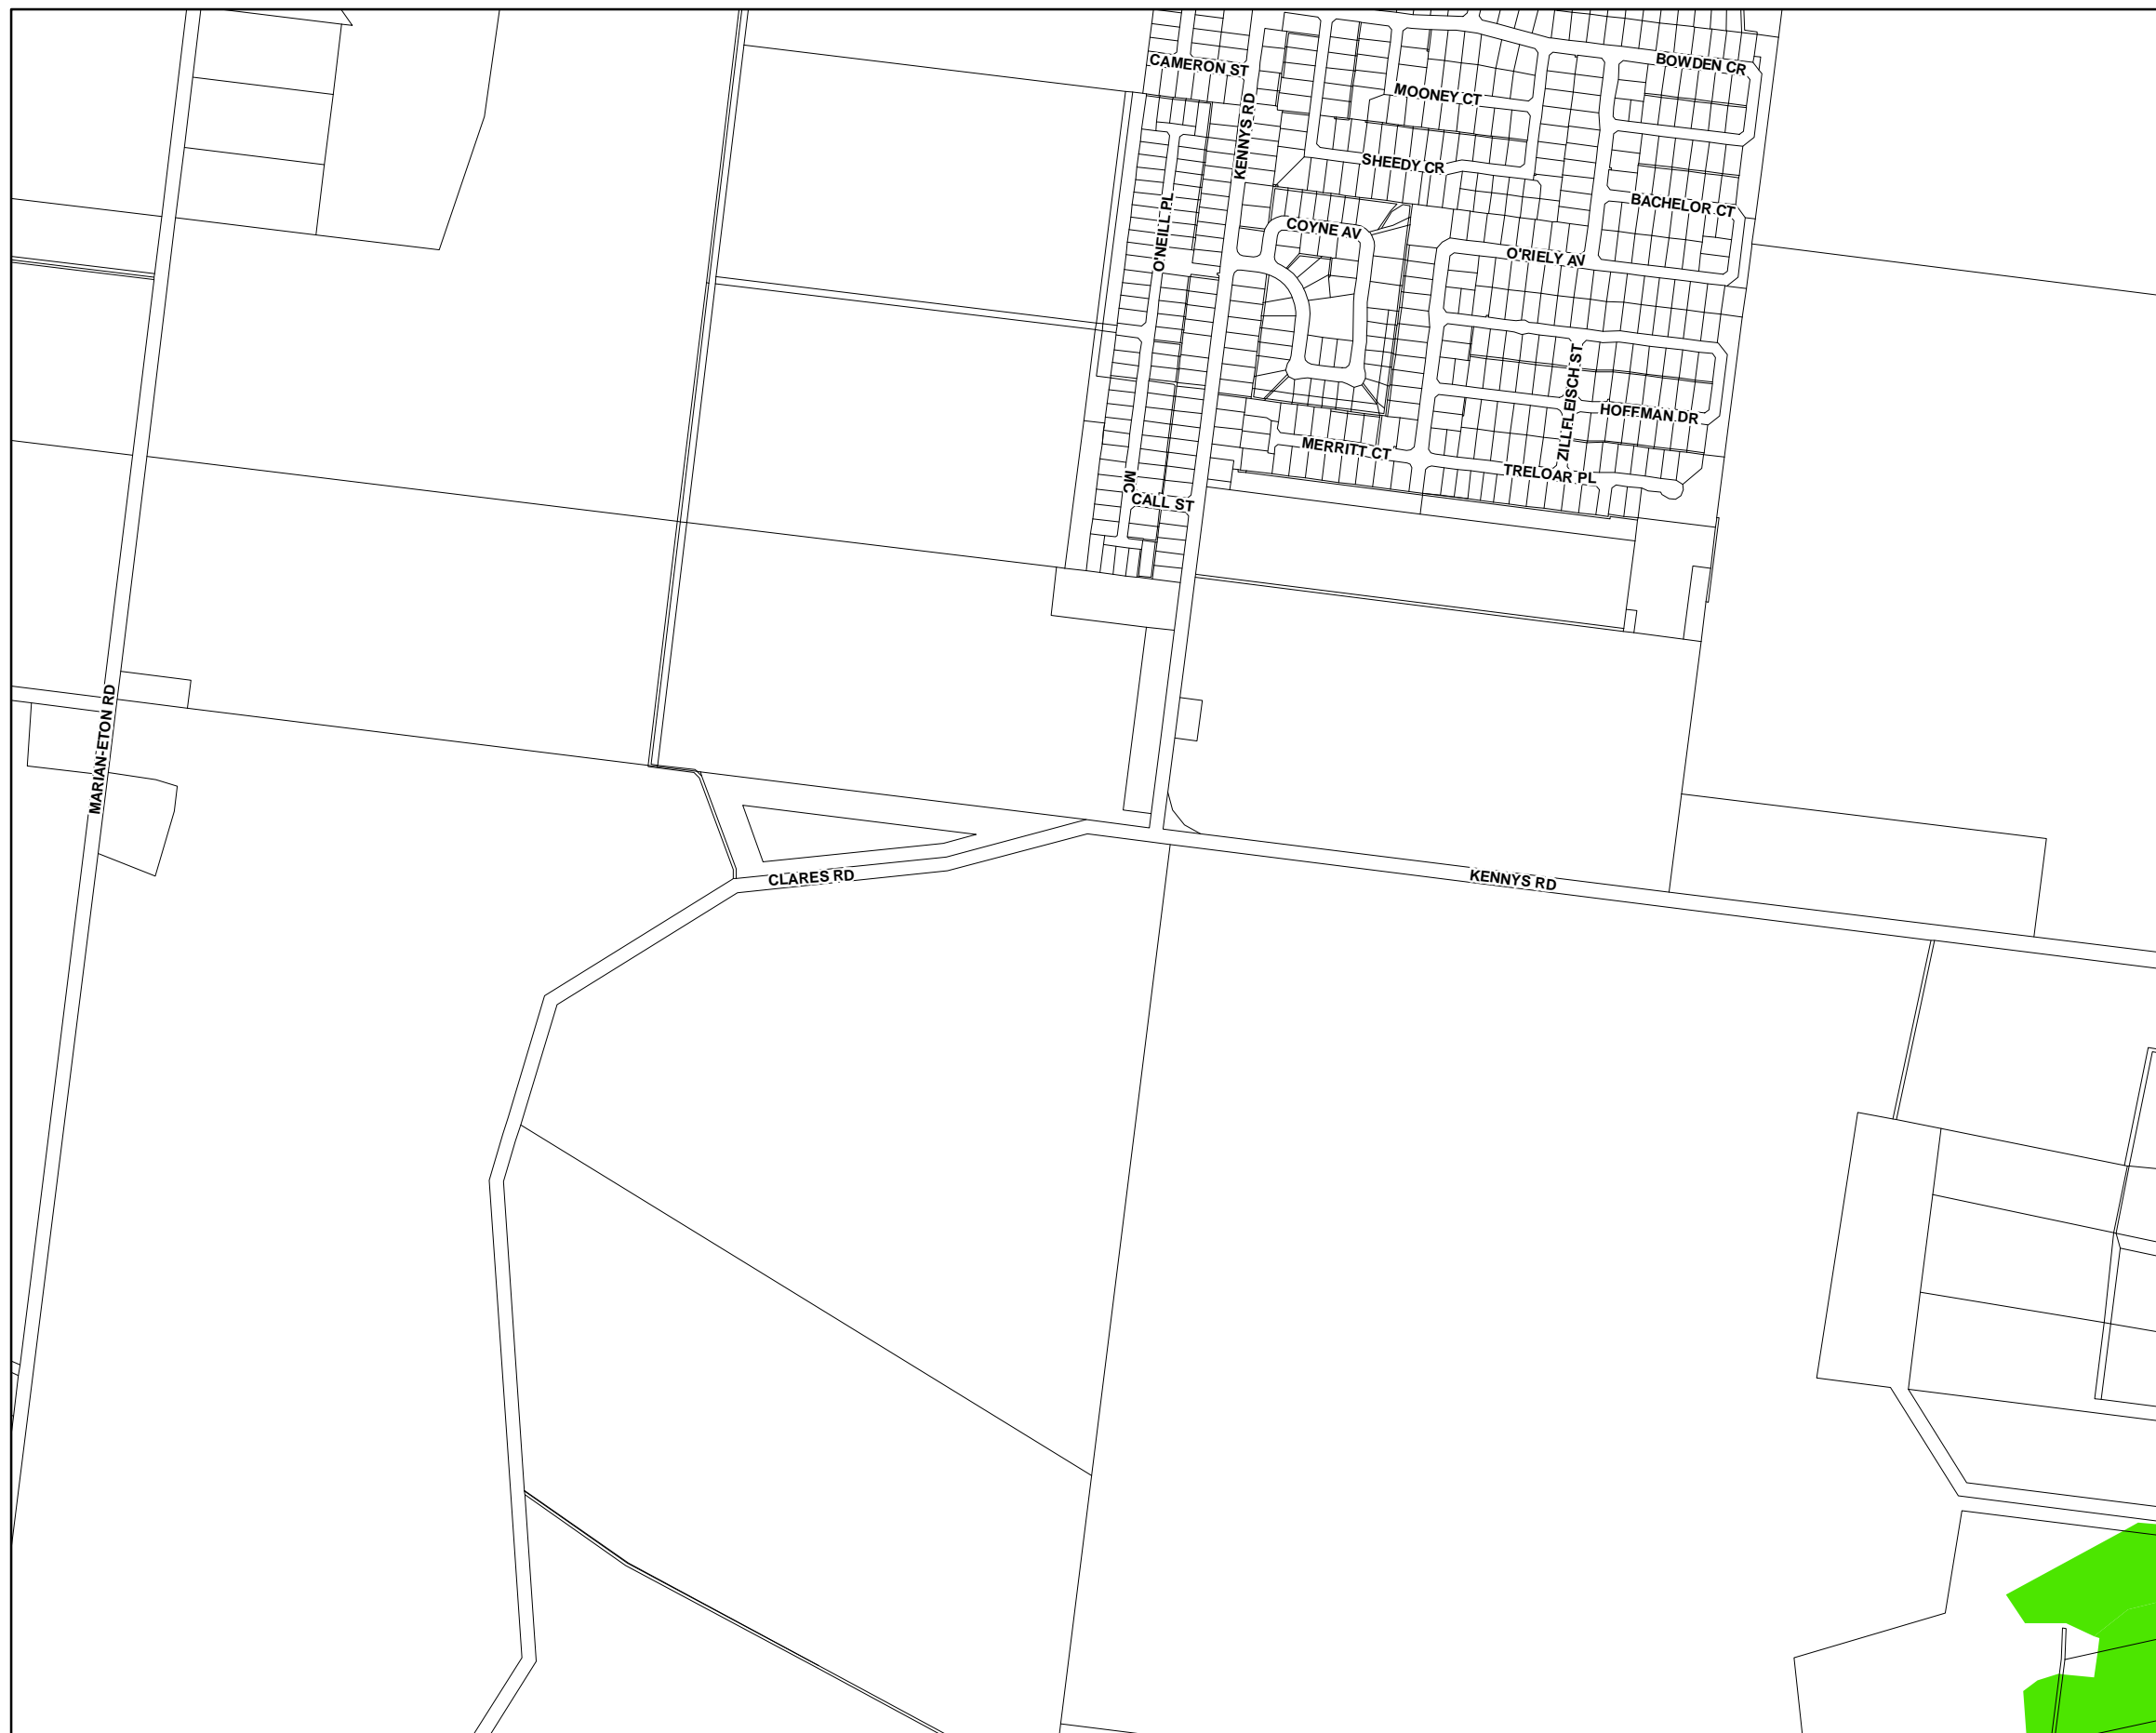 BOWDEN CR
CAMERON ST
MOONEY CT
KENNYS RD
SHEEDY CR
BACHELOR CT
O'NEILL PL
COYNE AV
O'RIELY AV
ZILLFLEISCH ST
HOFFMAN DR
MERRITT CT
TRELOAR PL
MC
CALL ST
MARIAN-ETON RD
CLARES RD
KENNYS RD